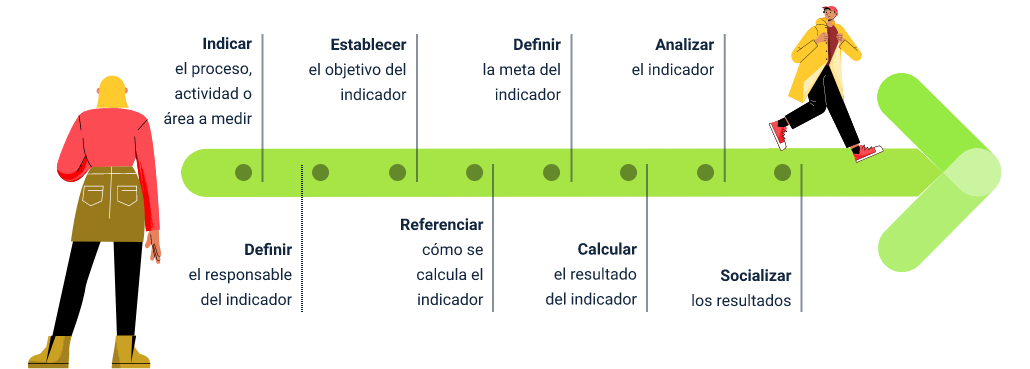 Indicar
el proceso,
actividad o
área a medir
Definir
el responsable
del indicador
Establecer
el objetivo del
indicador
Referenciar
cómo se
calcula el
indicador
Definir
la meta del
indicador
Calcular
el resultado
del indicador
Analizar
el indicador
Socializar
los resultados